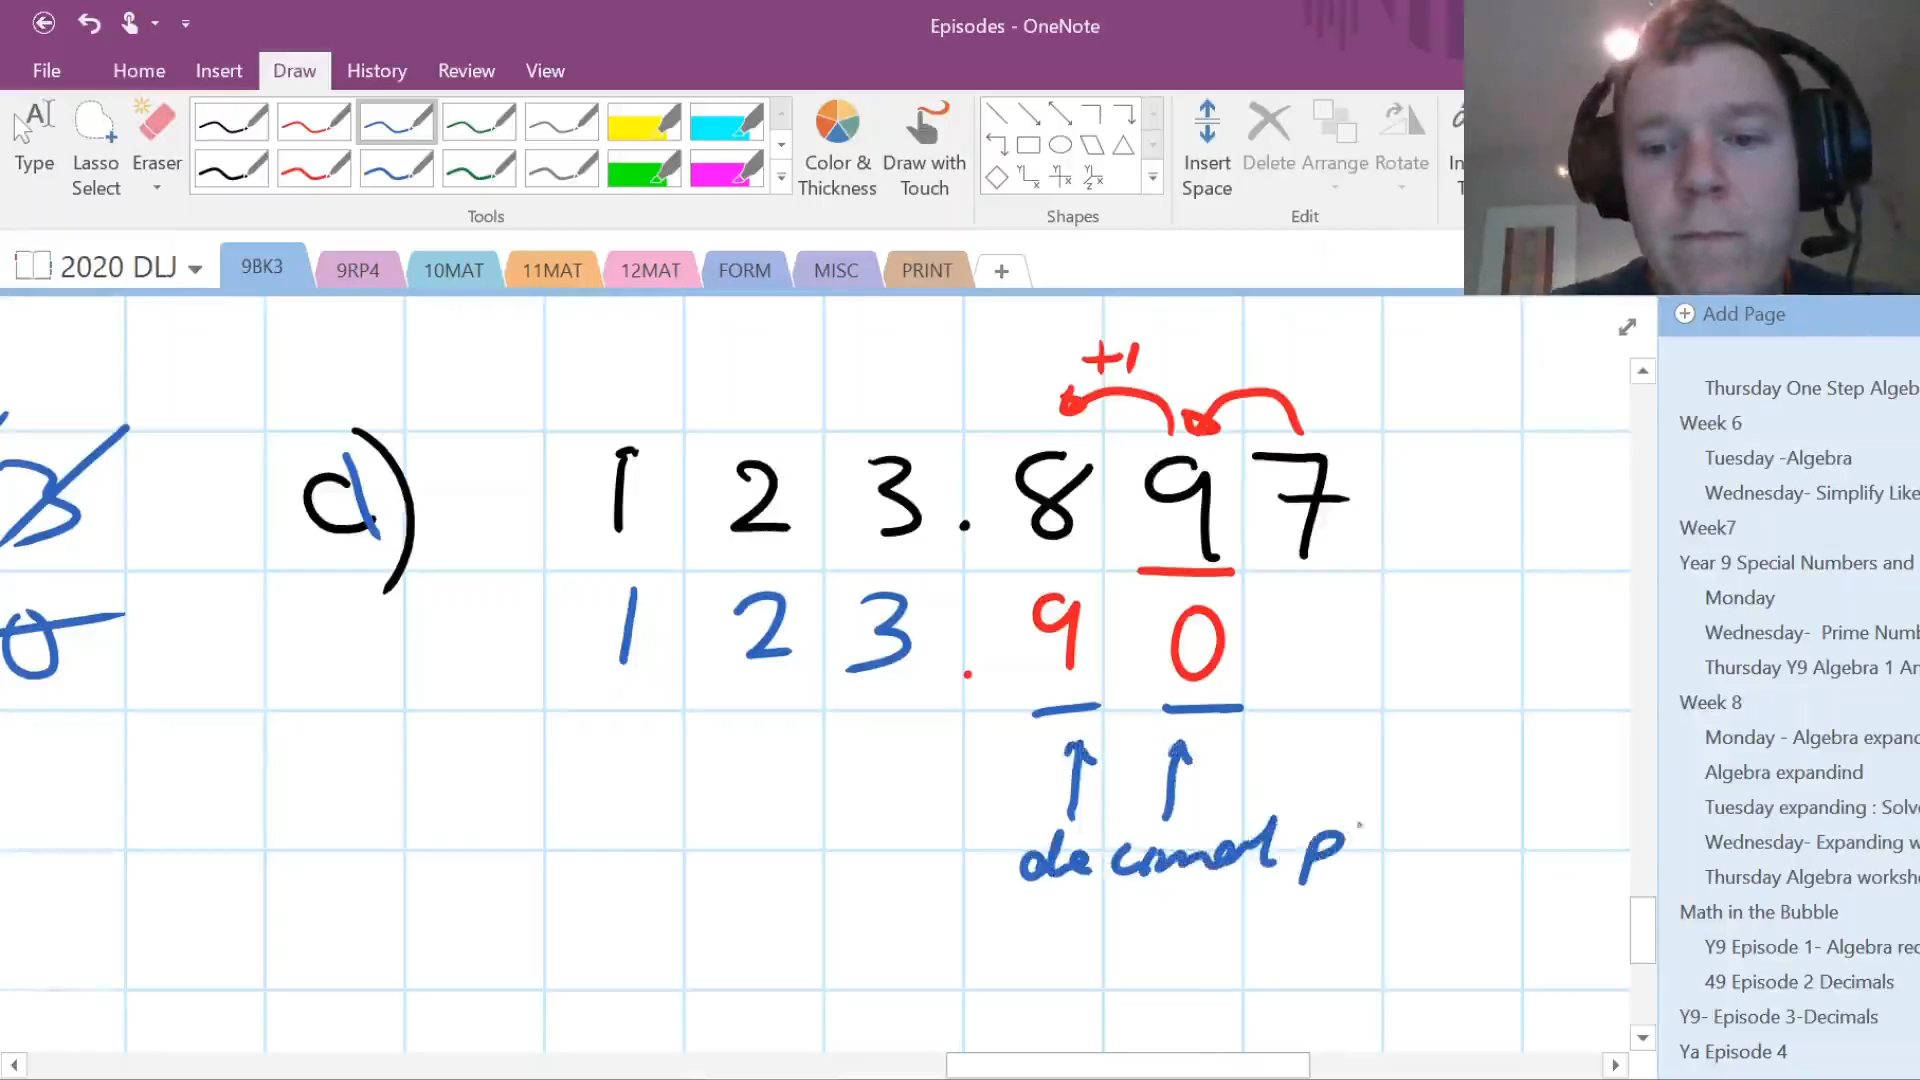 Episodes - OneNote
File Home Insert Draw History Review View
Type
Lasso Select
Eraser
Color & Thickness
Draw with Touch
Insert Space
Delete Arrange Rotate
Tools
Shapes
Edit
2020 DLJ 9BK3 9RP4 10MAT 11MAT 12MAT FORM MISC PRINT +
+1
d) 123.897
123.90
decimal p
Add Page
Thursday One Step Algeb
Week 6
Tuesday -Algebra
Wednesday- Simplify Like
Week7
Year 9 Special Numbers and
Monday
Wednesday- Prime Numb
Thursday Y9 Algebra 1 An
Week 8
Monday - Algebra expand
Algebra expandind
Tuesday expanding : Solve
Wednesday- Expanding w
Thursday Algebra workshe
Math in the Bubble
Y9 Episode 1- Algebra rec
49 Episode 2 Decimals
Y9- Episode 3-Decimals
Ya Episode 4